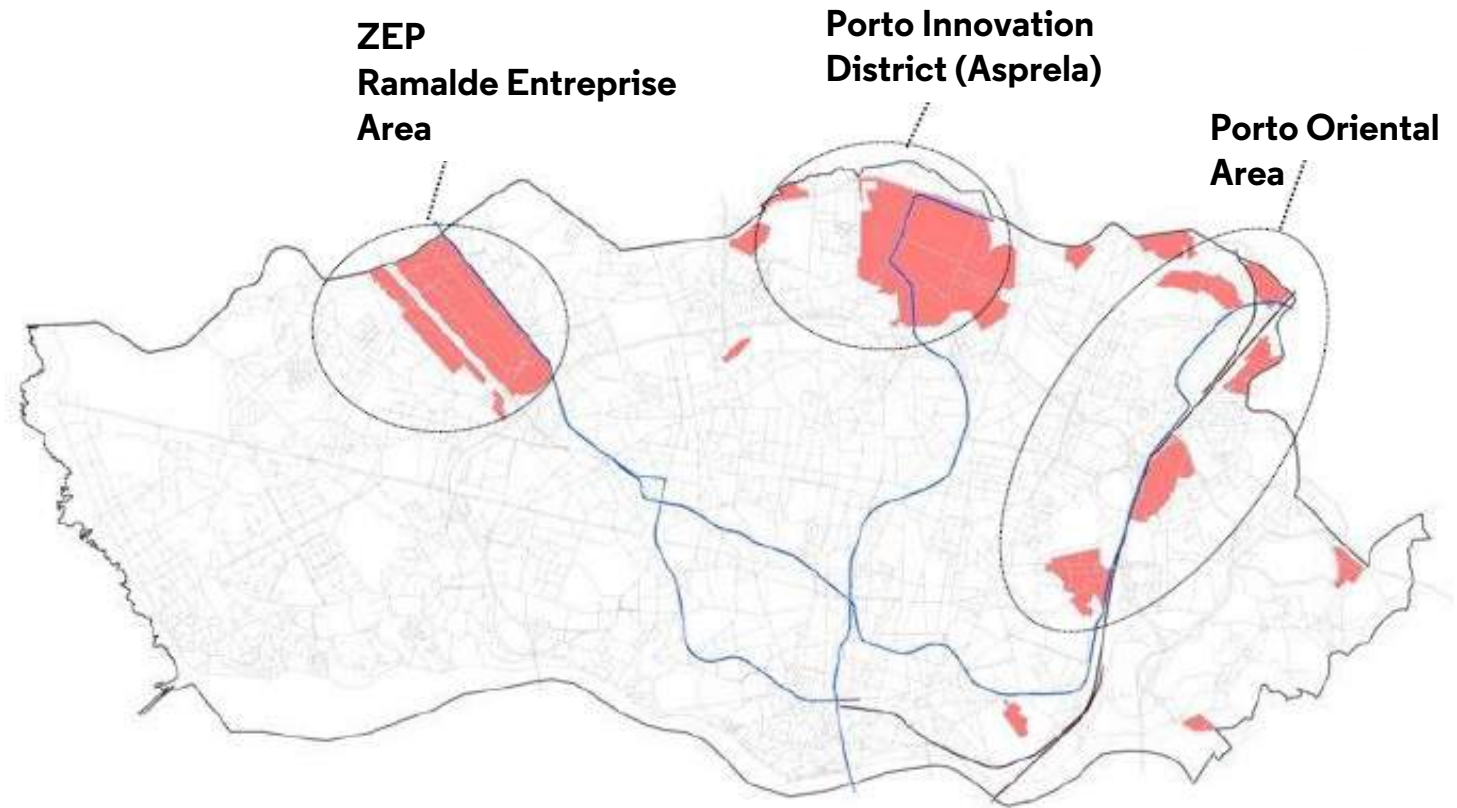 ZEP
Ramalde Entreprise
Area
Porto Innovation
District (Asprela)
Porto Oriental
Area